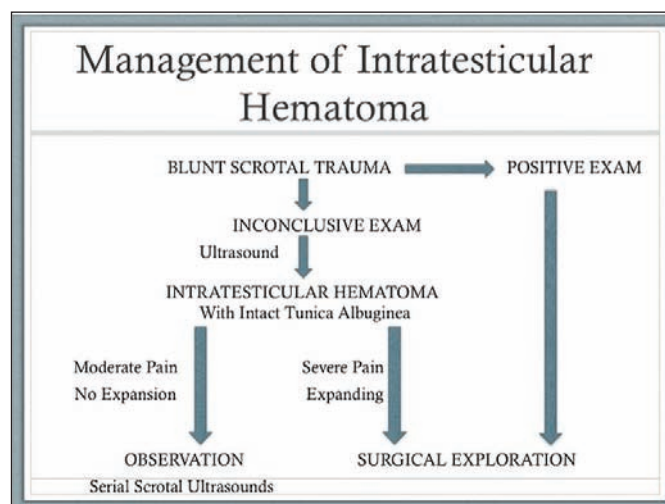 Management of Intratesticular
Hematoma
BLUNT SCROTAL TRAUMA
POSITIVE EXAM
INCONCLUSIVE EXAM
Ultrasound
INTRATESTICULAR HEMATOMA
With Intact Tunica Albuginea
Moderate Pain
No Expansion
Severe Pain
Expanding
OBSERVATION
Serial Scrotal Ultrasounds
SURGICAL EXPLORATION